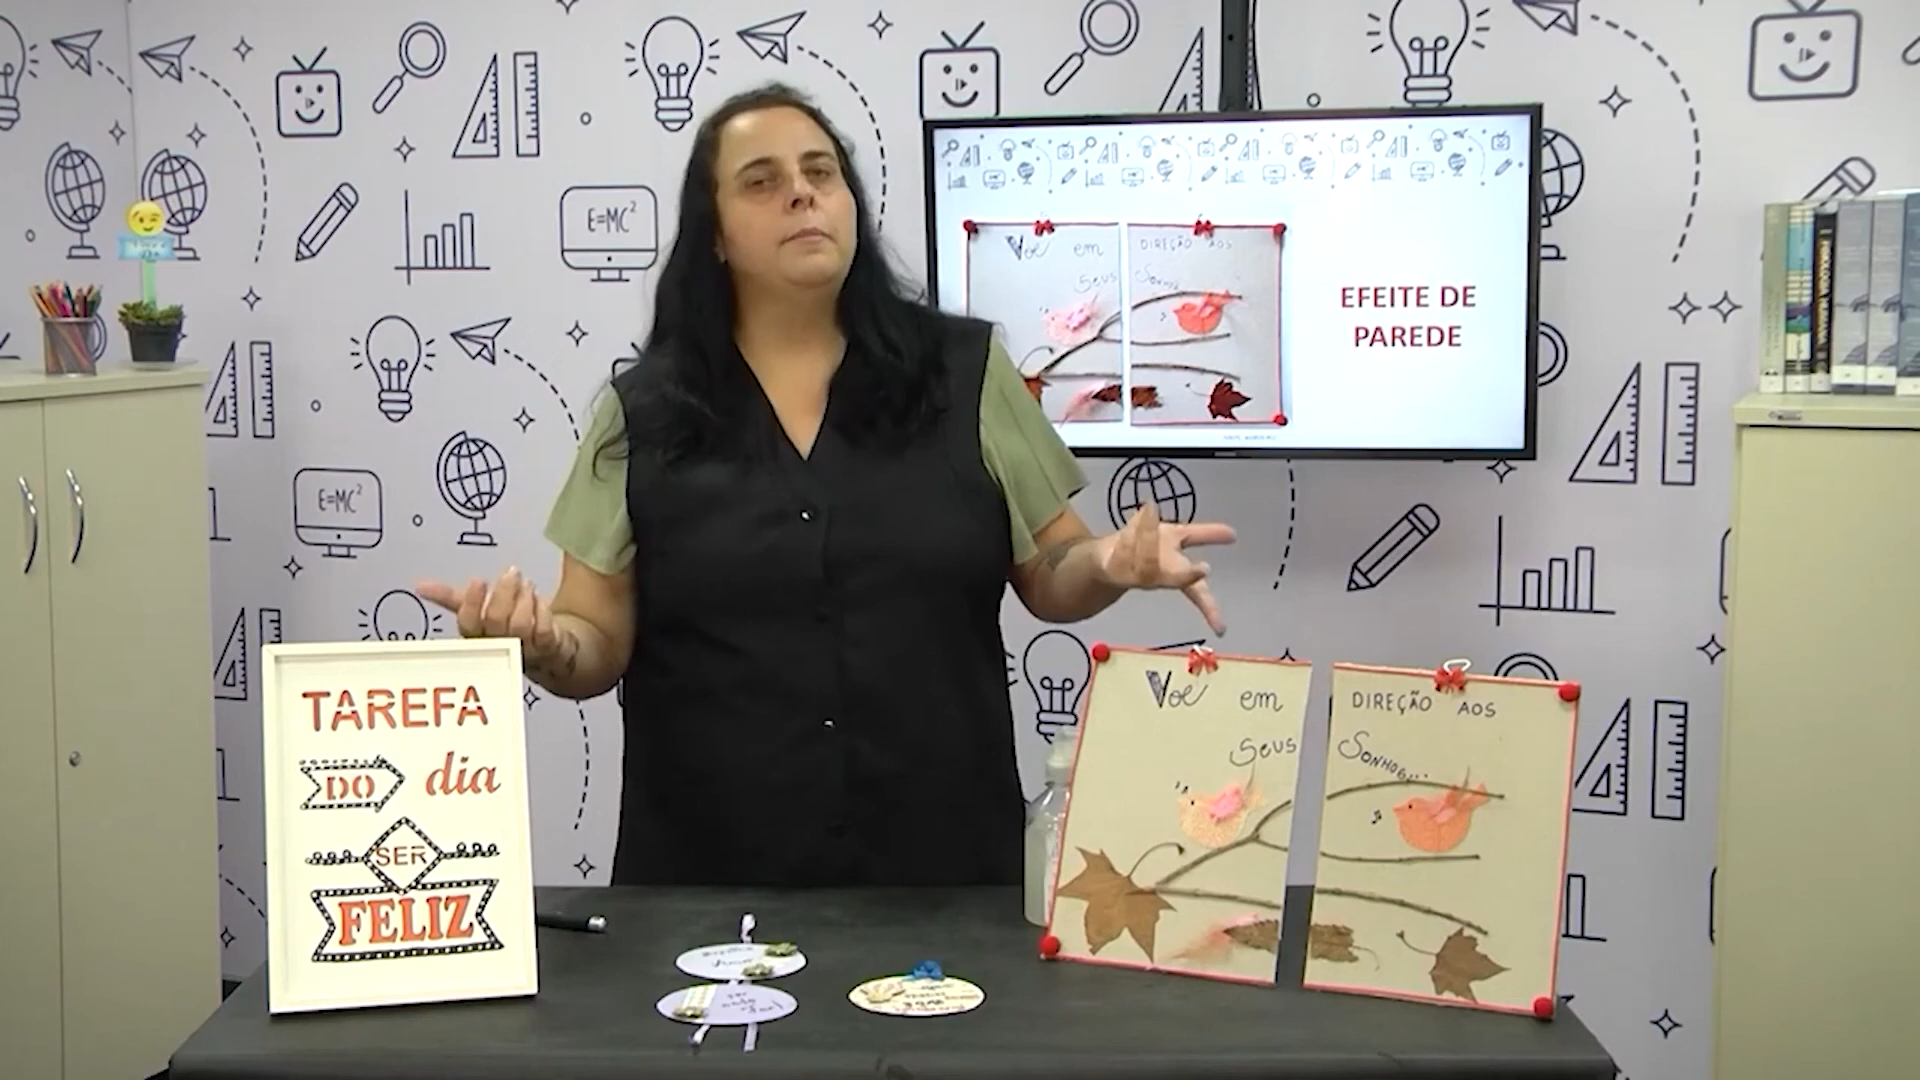 E=MC²
E=MC²
Voe em
SEUS
DIREÇÃO AOS
SONHOS...
EFEITE DE
PAREDE
TAREFA
DO dia
SER
FELIZ
Voe em
SEUS
DIREÇÃO AOS
SONHOS...